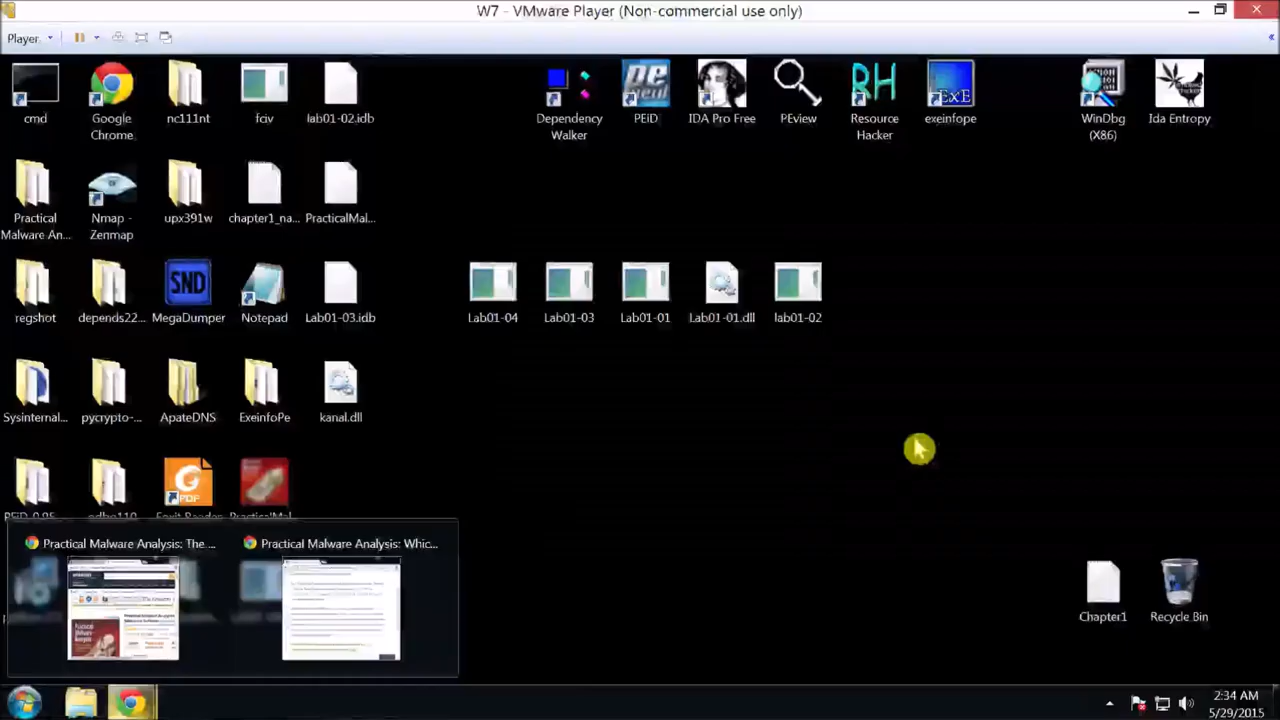 W7 - VMware Player (Non-commercial use only)
Player
cmd
Google
Chrome
nc111nt
fciv
lab01-02.idb
Dependency
Walker
PEiD
IDA Pro Free
PEview
Resource
Hacker
exeinfope
WinDbg
(X86)
Ida Entropy
Practical
Malware An...
Nmap -
Zenmap
upx391w
chapter1_na...
PracticalMal...
regshot
depends22...
SND
MegaDumper
Notepad
Lab01-03.idb
Lab01-04
Lab01-03
Lab01-01
Lab01-01.dll
lab01-02
Sysinternal...
pycrypto-...
ApateDNS
ExeinfoPe
kanal.dll
PDF
Practical Malware Analysis: The ...
Practical Malware Analysis: Whic...
chapter1
Recycle Bin
2:34 AM
5/29/2015